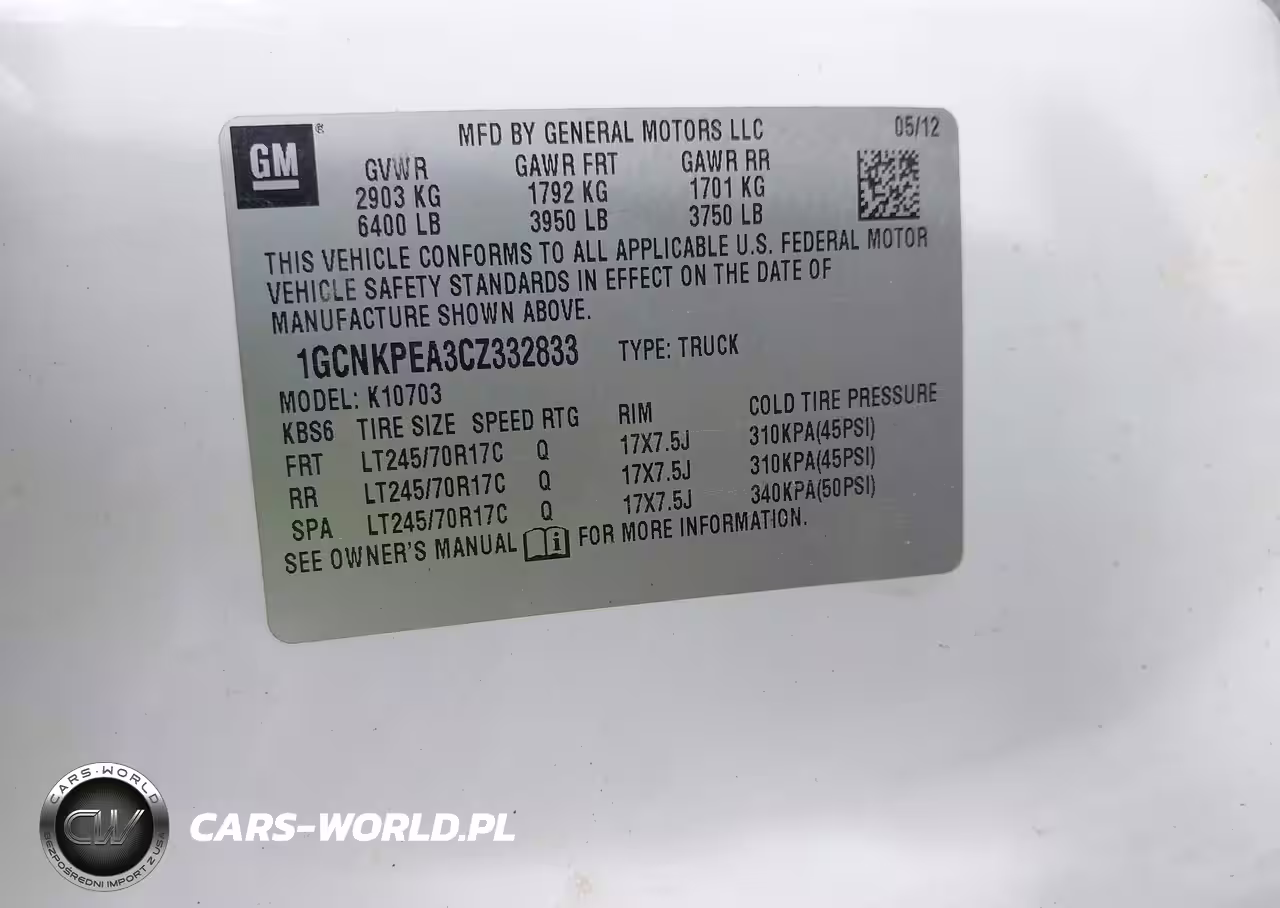 GM ®
MFD BY GENERAL MOTORS LLC 05/12
GVWR GAWR FRT GAWR RR
2903 KG 1792 KG 1701 KG
6400 LB 3950 LB 3750 LB
THIS VEHICLE CONFORMS TO ALL APPLICABLE U.S. FEDERAL MOTOR
VEHICLE SAFETY STANDARDS IN EFFECT ON THE DATE OF
MANUFACTURE SHOWN ABOVE.
1GCNKPEA3CZ332833 TYPE: TRUCK
MODEL: K10703
KBS6 TIRE SIZE SPEED RTG RIM COLD TIRE PRESSURE
FRT LT245/70R17C Q 17X7.5J 310KPA(45PSI)
RR LT245/70R17C Q 17X7.5J 310KPA(45PSI)
SPA LT245/70R17C Q 17X7.5J 340KPA(50PSI)
SEE OWNER'S MANUAL i FOR MORE INFORMATION.
CARS-WORLD
CW
BEZPOŚREDNI IMPORT Z USA
CARS-WORLD.PL